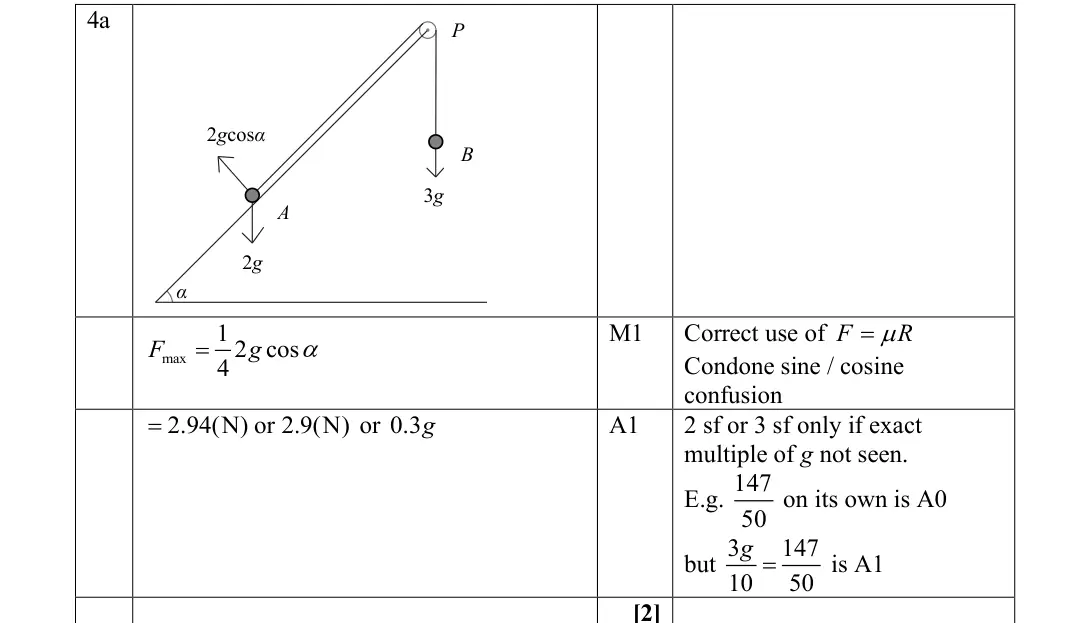 4a
P
2gcosα
B
3g
A
2g
α
F_max = 1/4 2g cos α
M1
Correct use of F = μR
Condone sine / cosine
confusion
= 2.94(N) or 2.9(N) or 0.3g
A1
2 sf or 3 sf only if exact
multiple of g not seen.
E.g. 147/50 on its own is A0
but 3g/10 = 147/50 is A1
[2]